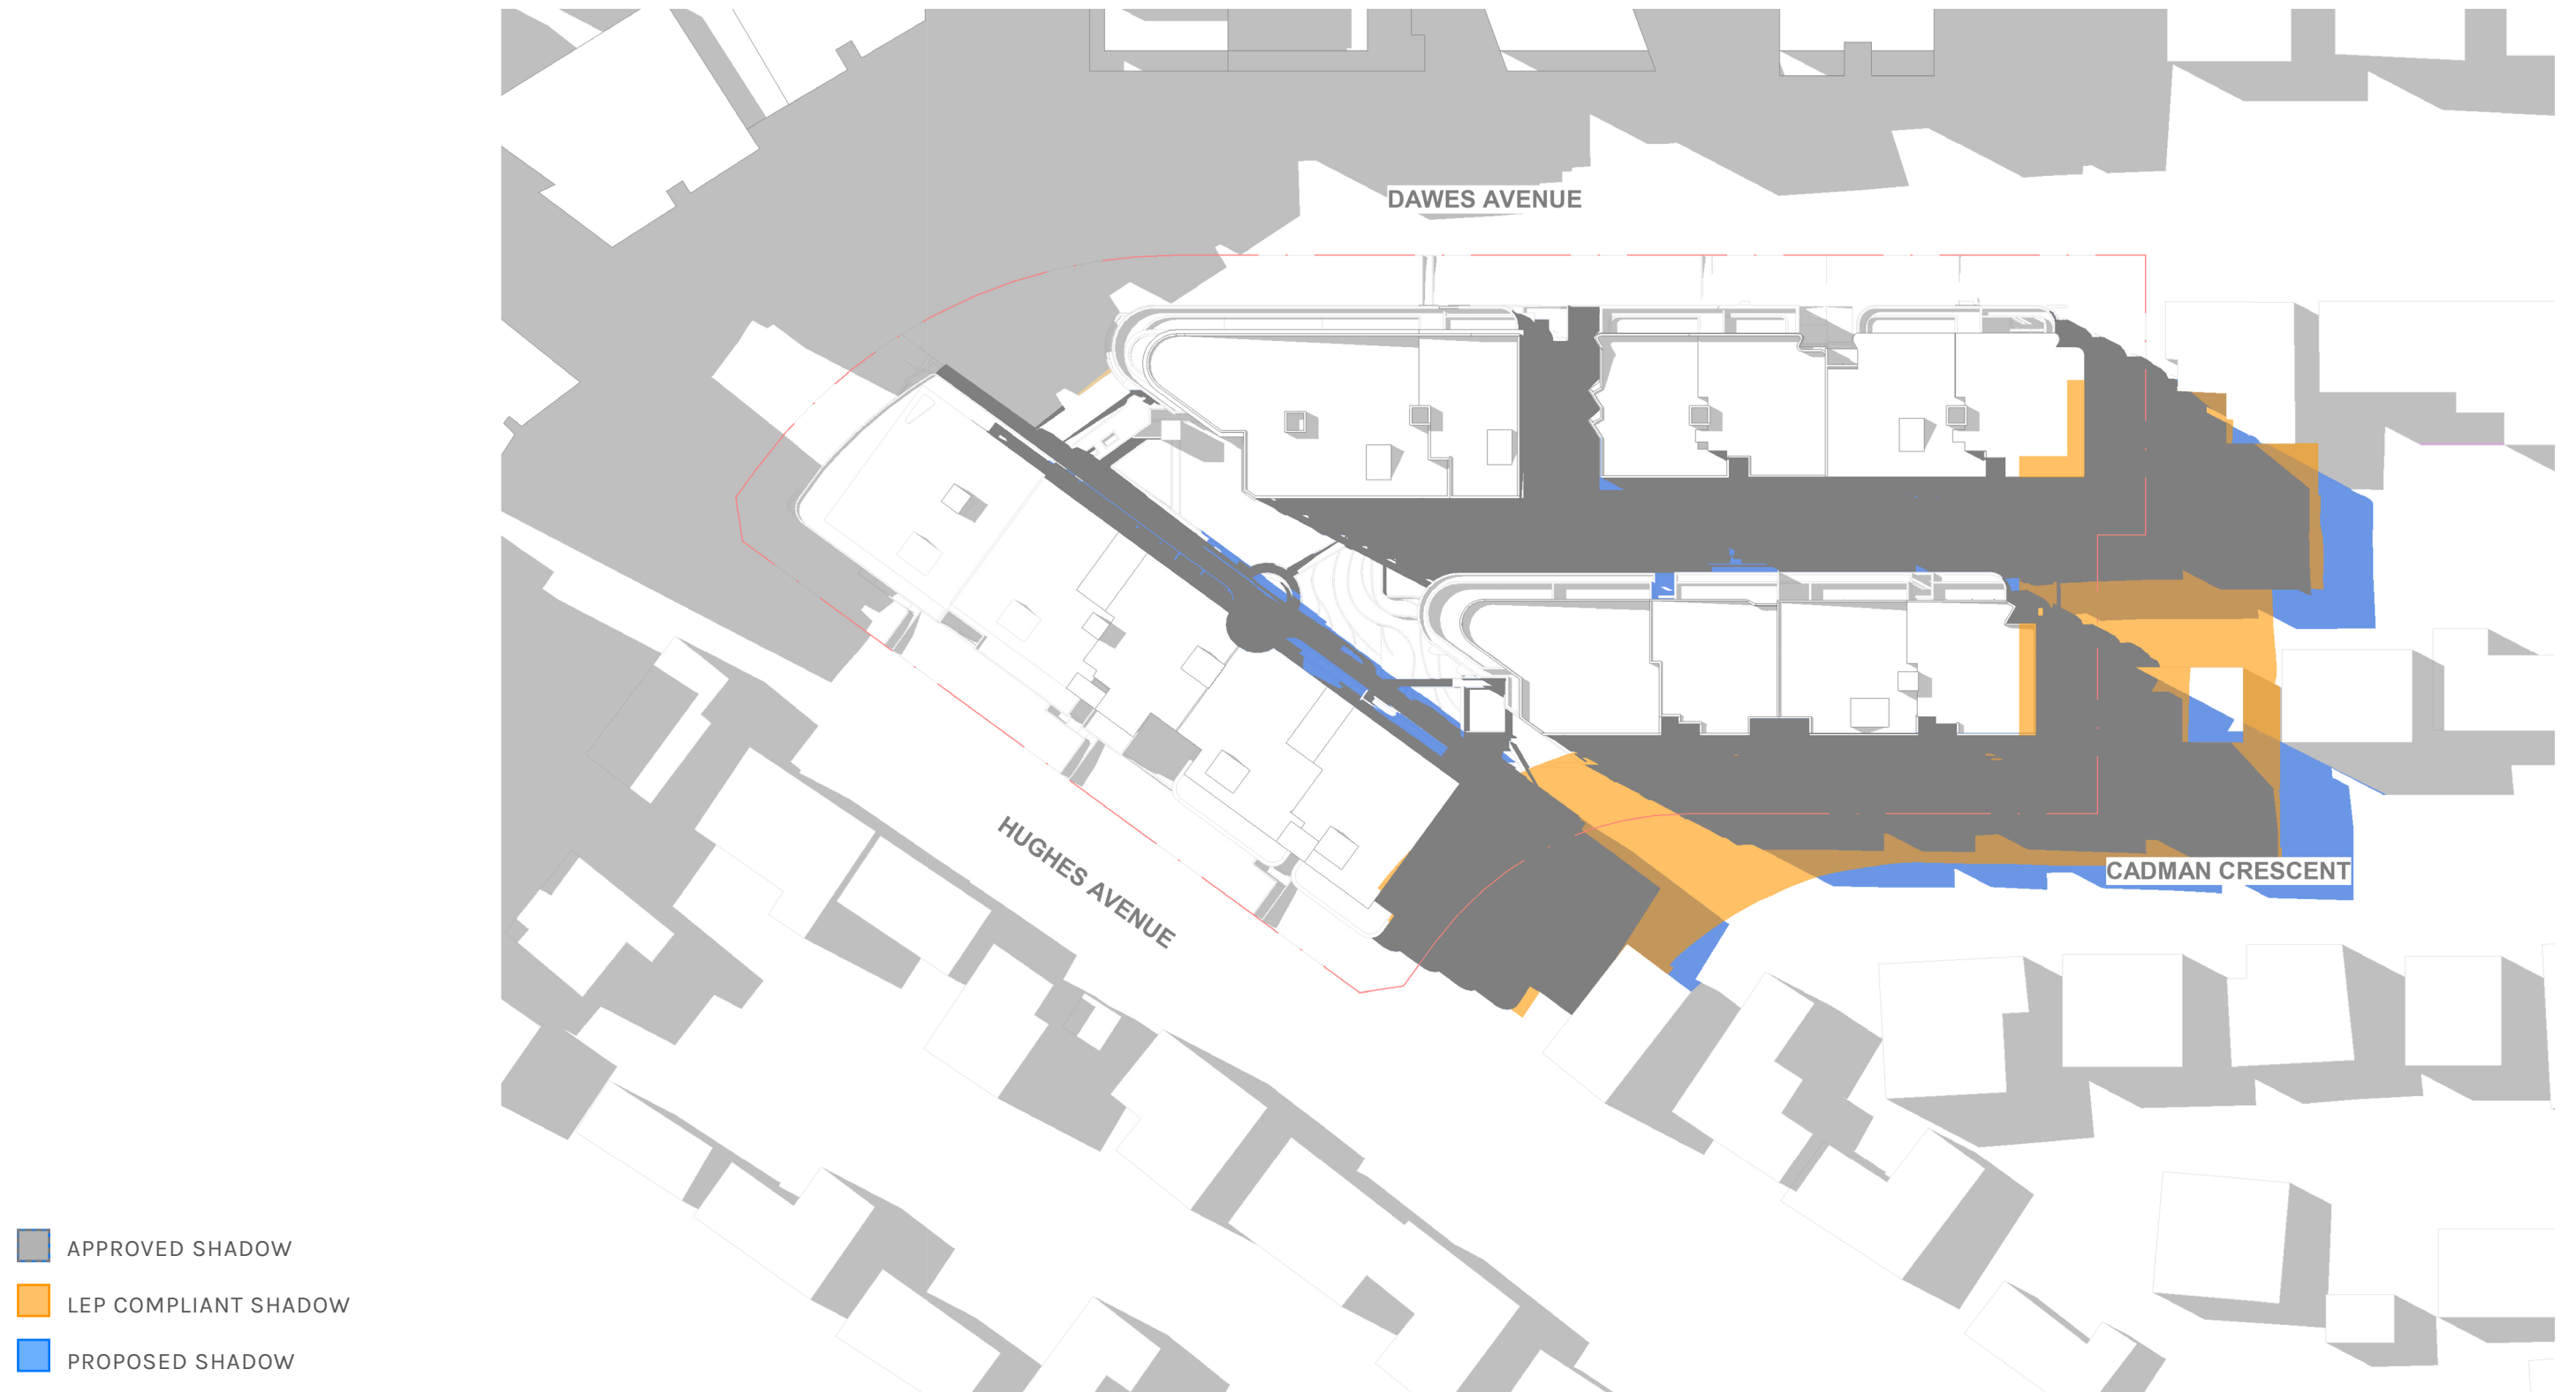 DAWES AVENUE
HUGHES AVENUE
CADMAN CRESCENT
APPROVED SHADOW
LEP COMPLIANT SHADOW
PROPOSED SHADOW